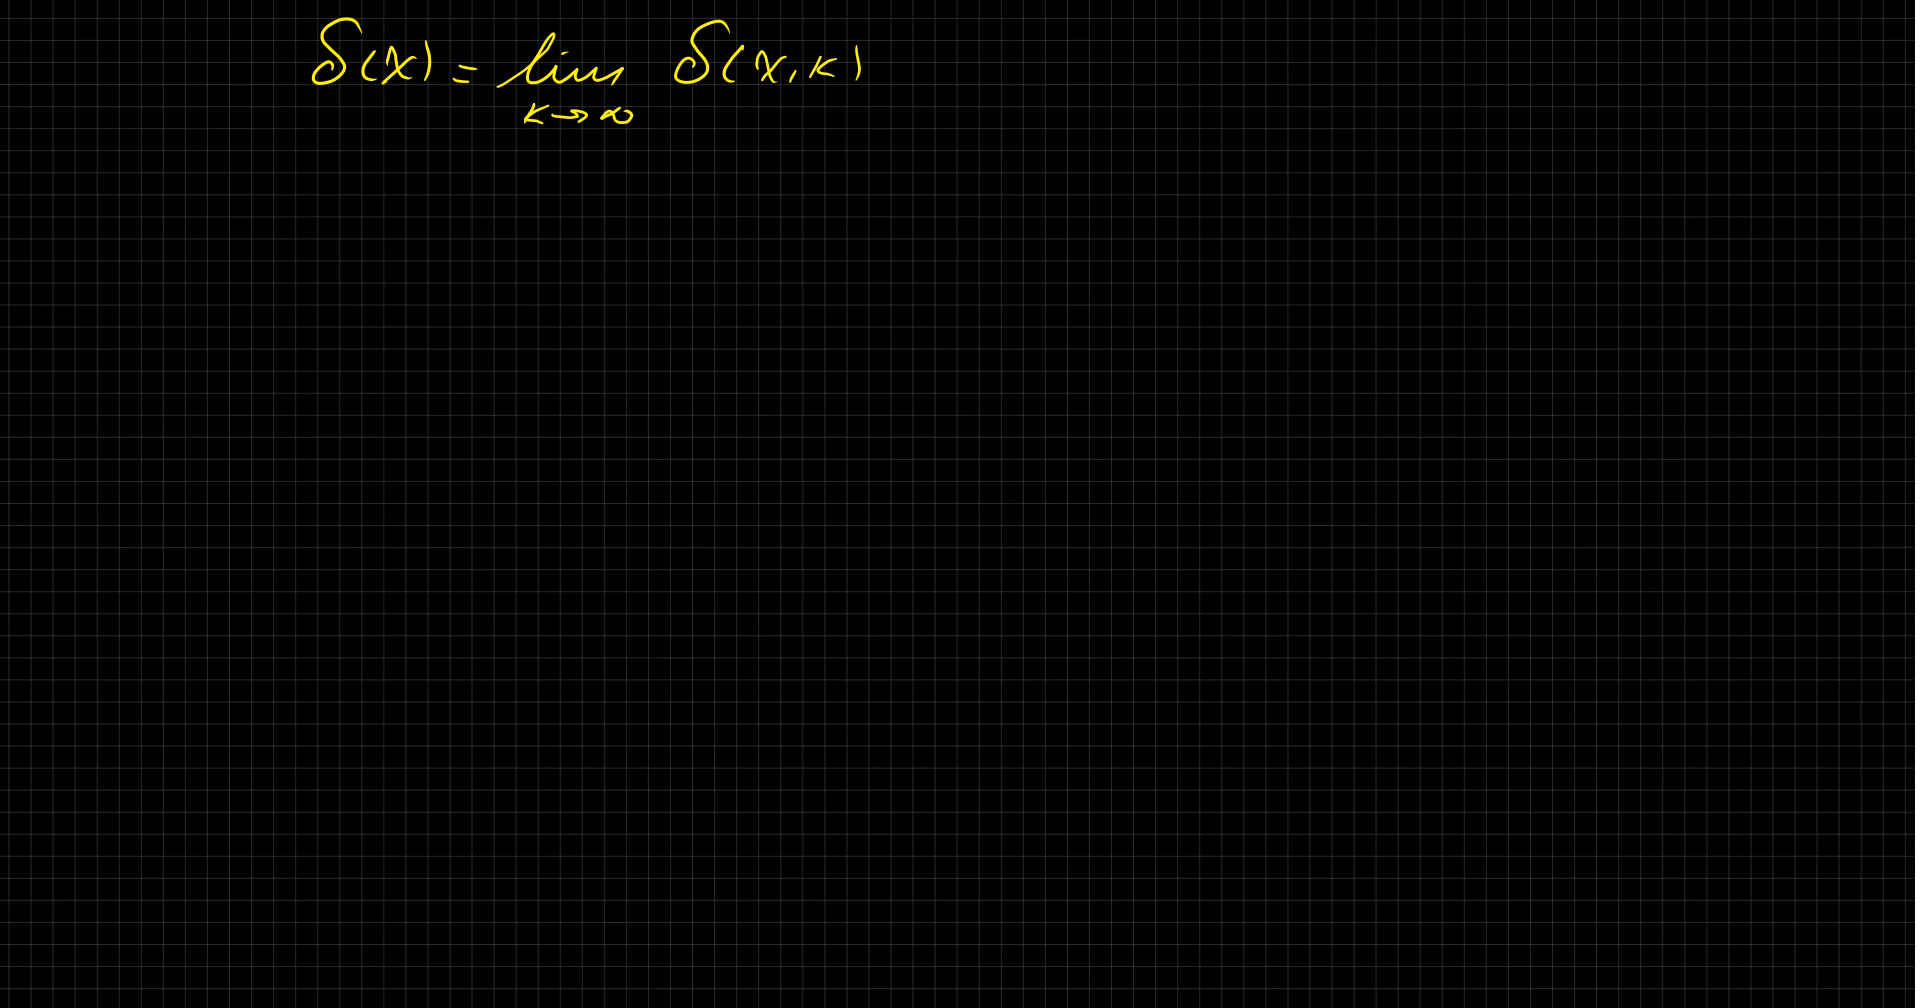 δ(x) = lim δ(x, κ)
κ→∞